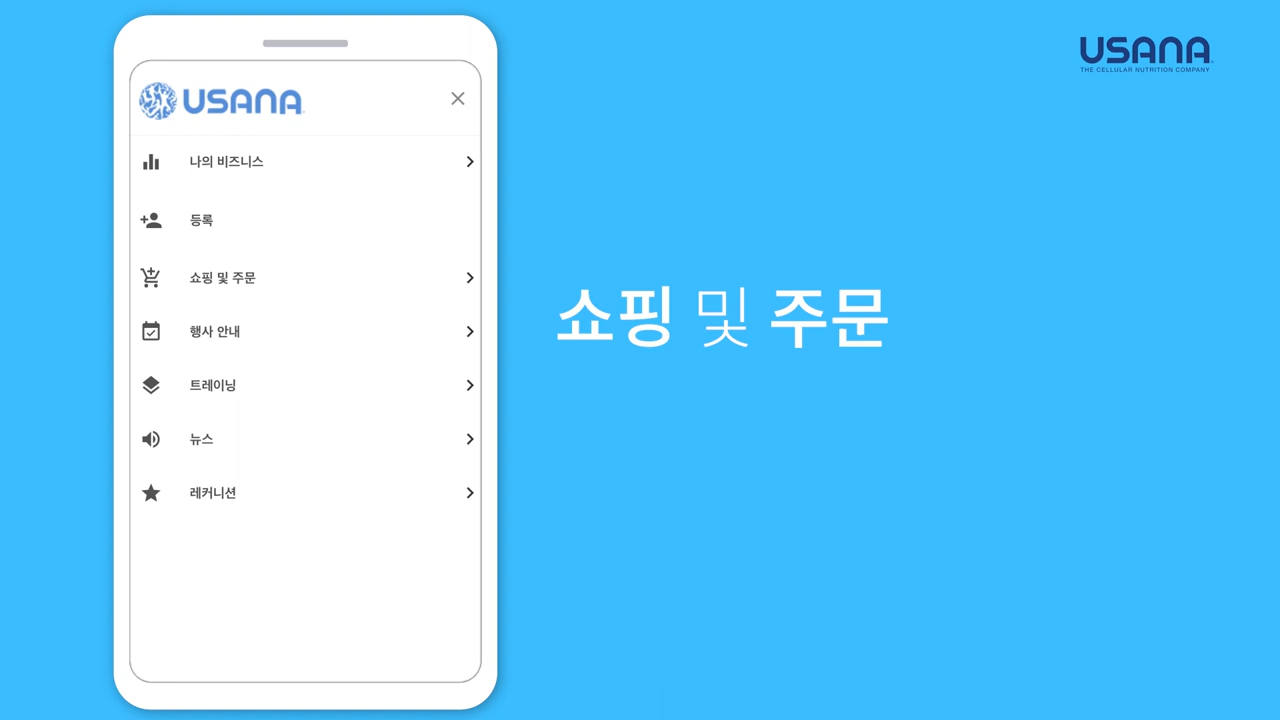 USANA
나의 비즈니스
등록
쇼핑 및 주문
행사 안내
트레이닝
뉴스
레커니션
쇼핑 및 주문
USANA
THE CELLULAR NUTRITION COMPANY